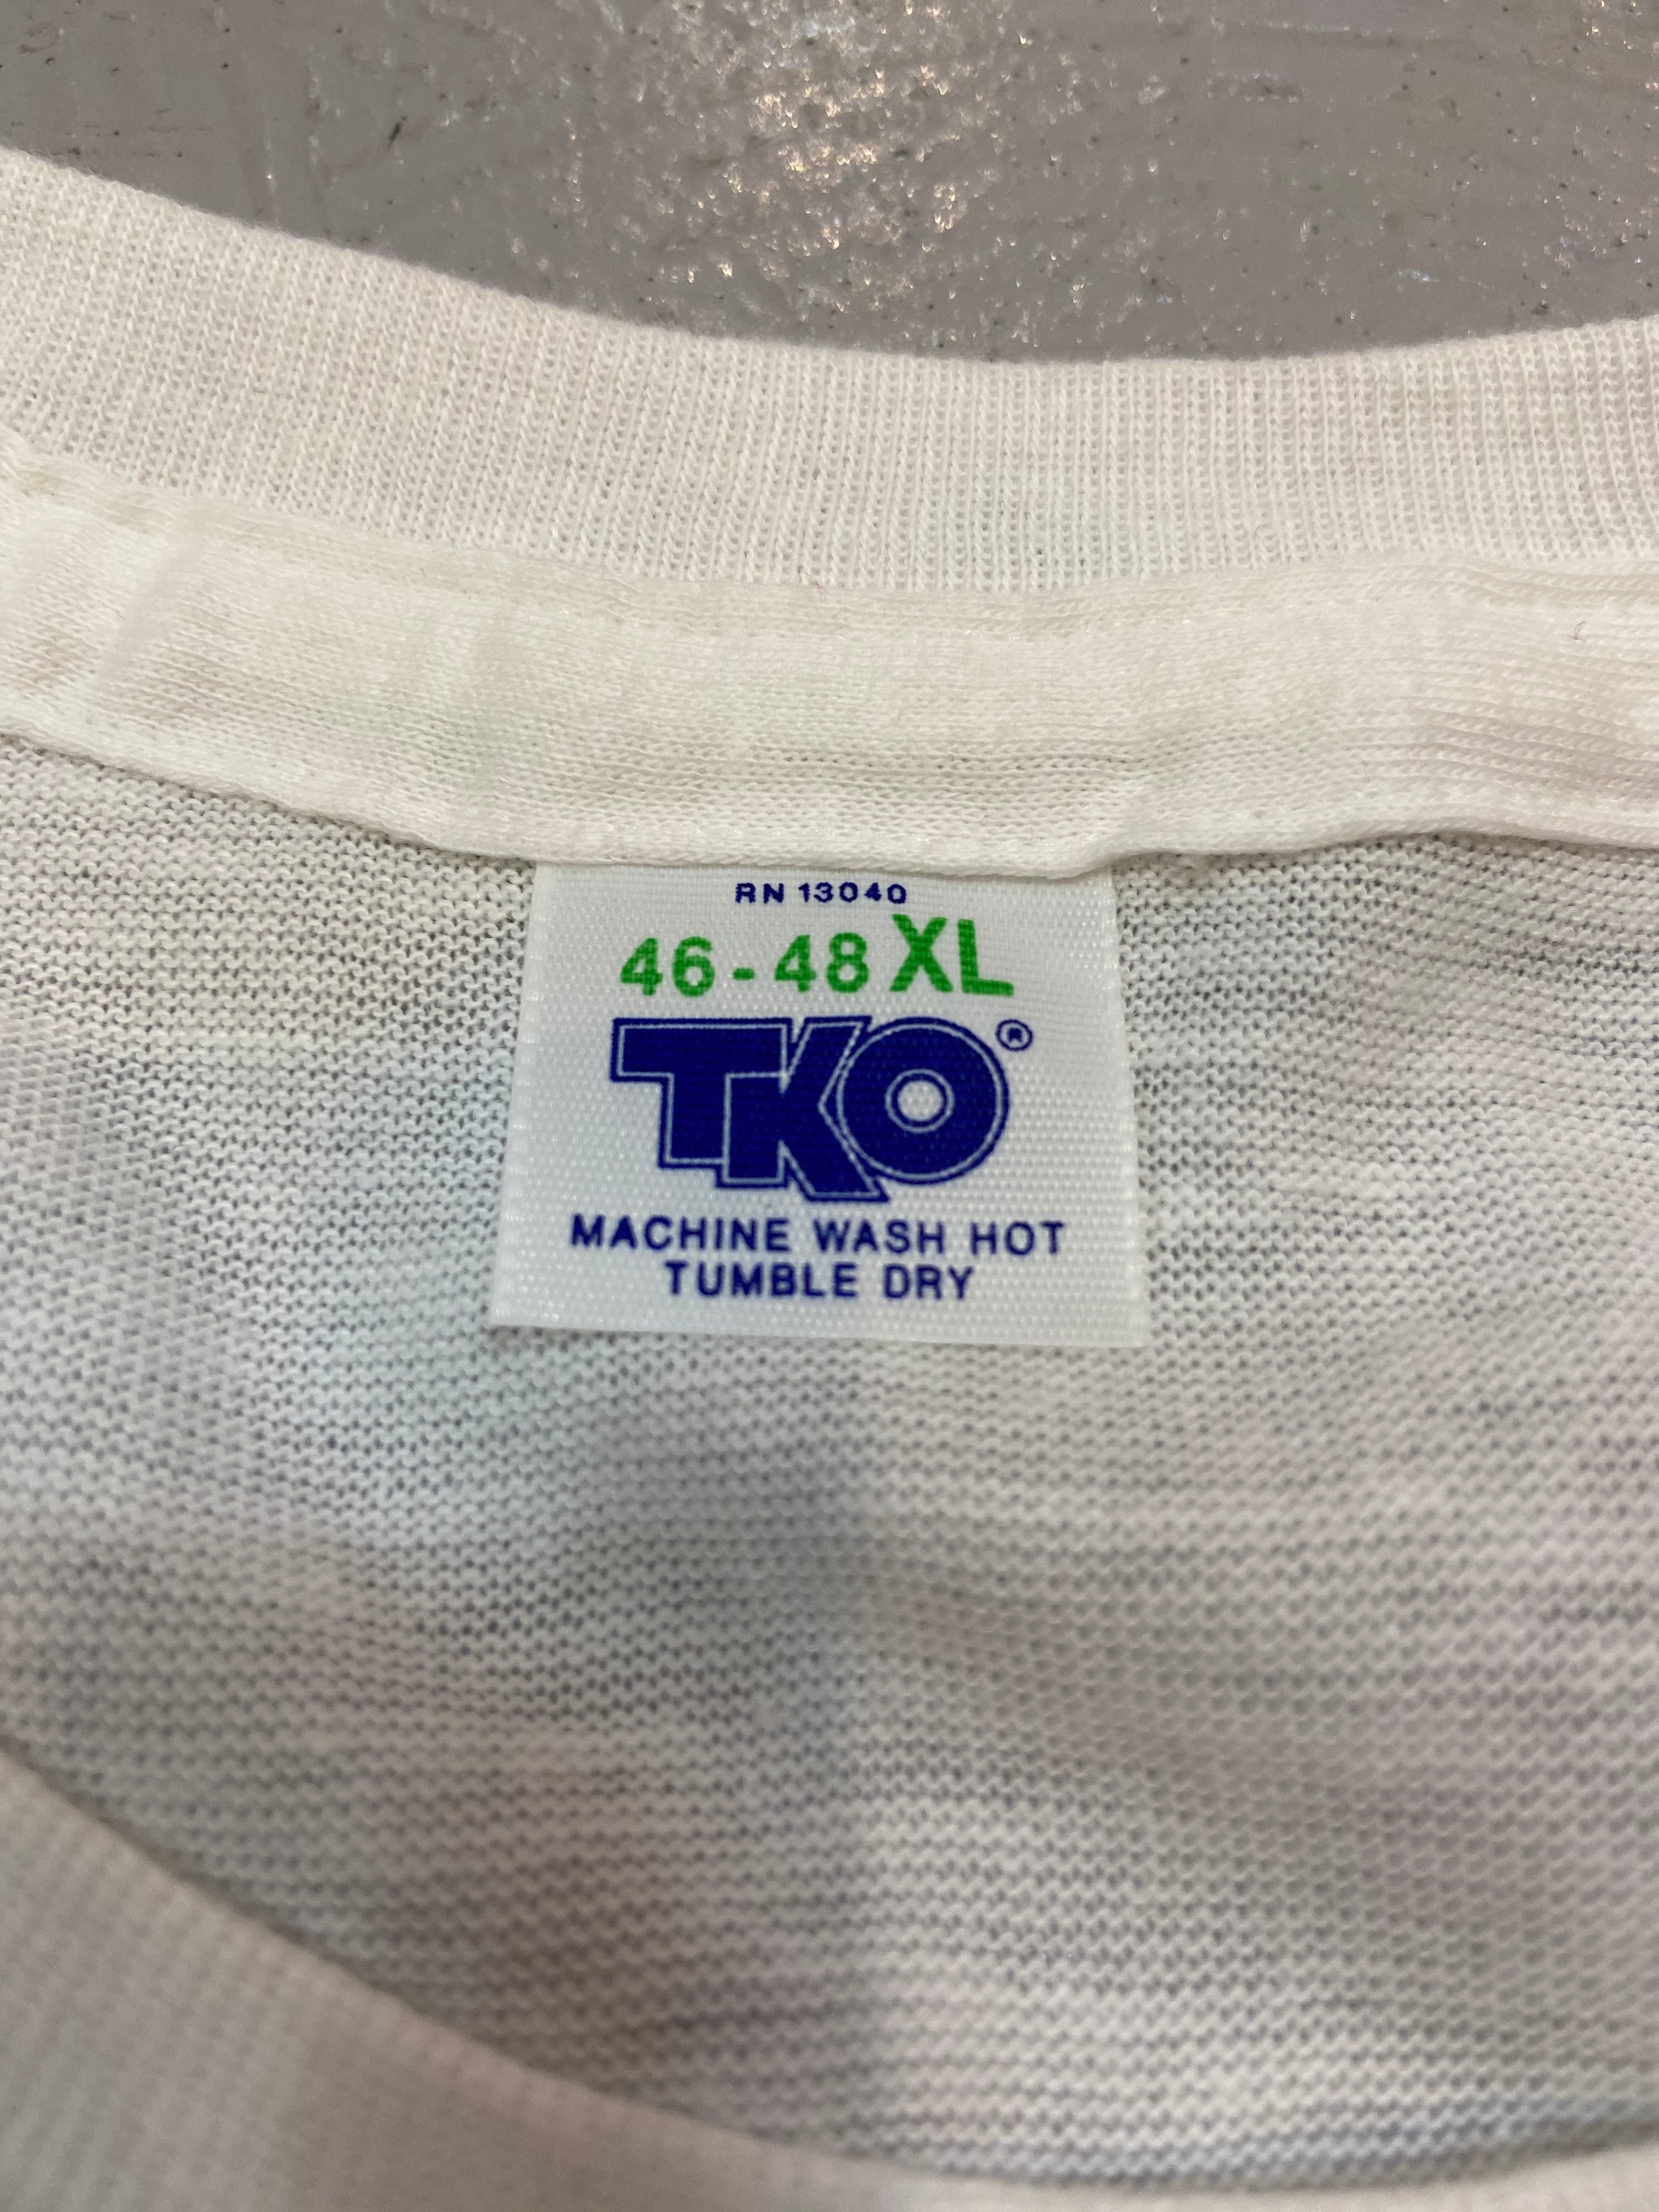 RN 13040
46-48 XL
TKO®
MACHINE WASH HOT
TUMBLE DRY